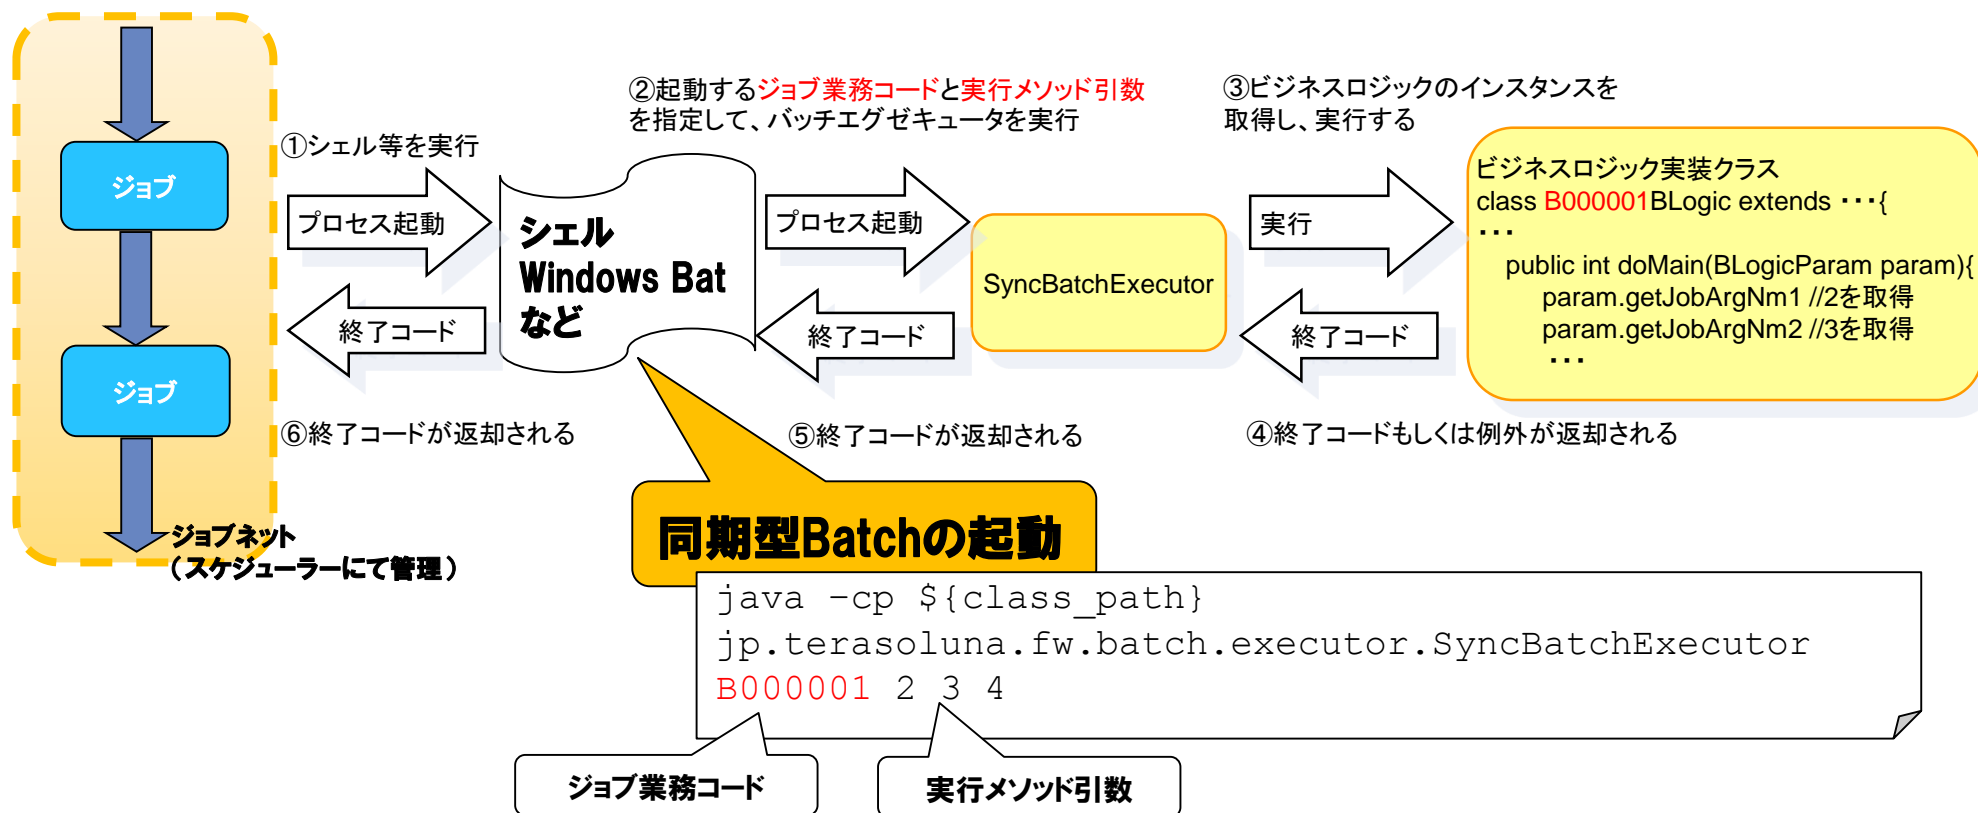 ②起動するジョブ業務コードと実行メソッド引数
を指定して、バッチエグゼキュータを実行
③ビジネスロジックのインスタンスを
取得し、実行する
①シェル等を実行
ジョブ
プロセス起動
シェル
Windows Bat
など
プロセス起動
SyncBatchExecutor
実行
ビジネスロジック実装クラス
class B000001BLogic extends ・・・{
・・・
public int doMain(BLogicParam param){
param.getJobArgNm1 //2を取得
param.getJobArgNm2 //3を取得
・・・
終了コード
終了コード
終了コード
ジョブ
⑥終了コードが返却される
⑤終了コードが返却される
④終了コードもしくは例外が返却される
ジョブネット
(スケジューラーにて管理)
同期型Batchの起動
java –cp ${class_path}
jp.terasoluna.fw.batch.executor.SyncBatchExecutor
B000001 2 3 4
ジョブ業務コード
実行メソッド引数